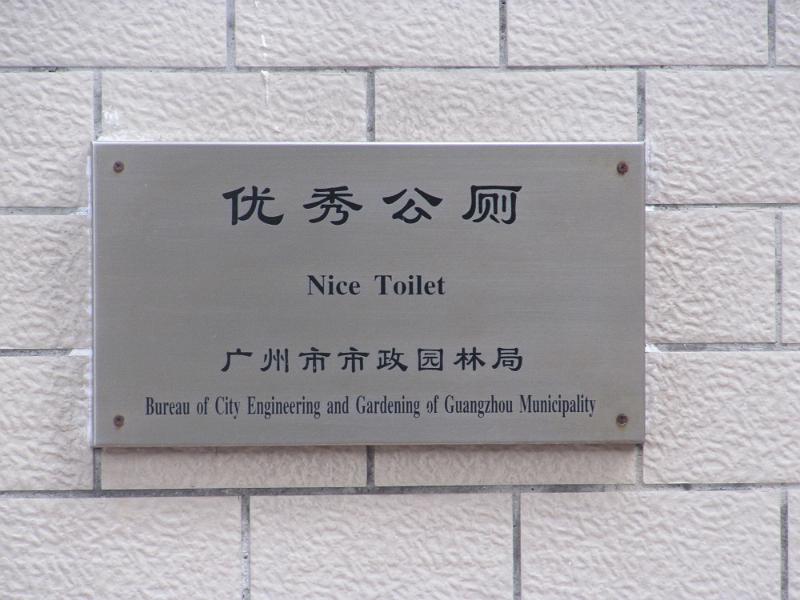 优秀公厕
Nice Toilet
广州市市政园林局
Bureau of City Engineering and Gardening of Guangzhou Municipality